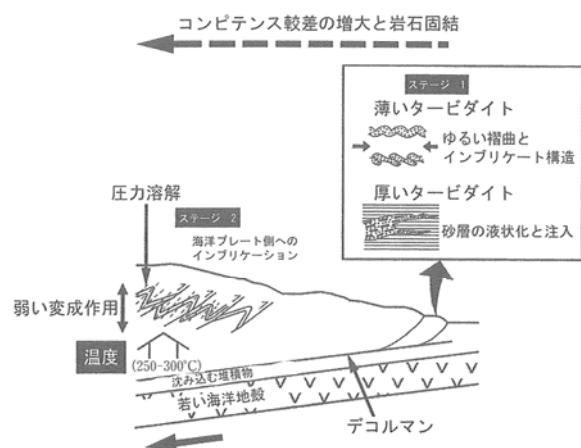 コンピテンス較差の増大と岩石固結
ステージ 1
薄いタービダイト
ゆるい褶曲と
インブリケート構造
厚いタービダイト
砂層の液状化と注入
圧力溶解
ステージ 2
海洋プレート側への
インブリケーション
弱い変成作用
温度
(250-300℃)
沈み込む堆積物
若い海洋地殻
デコルマン